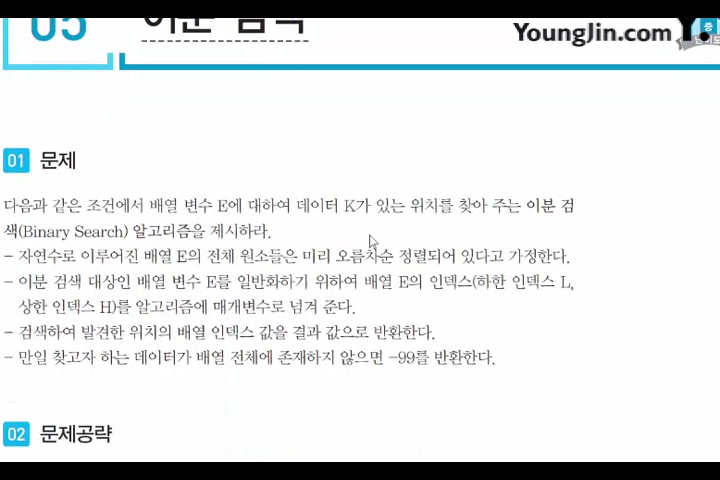 05 이분 검색
YoungJin.com Y.
중
01 문제
다음과 같은 조건에서 배열 변수 E에 대하여 데이터 K가 있는 위치를 찾아 주는 이분 검
색(Binary Search) 알고리즘을 제시하라.
- 자연수로 이루어진 배열 E의 전체 원소들은 미리 오름차순 정렬되어 있다고 가정한다.
- 이분 검색 대상인 배열 변수 E를 일반화하기 위하여 배열 E의 인덱스(하한 인덱스 L,
상한 인덱스 H)를 알고리즘에 매개변수로 넘겨 준다.
- 검색하여 발견한 위치의 배열 인덱스 값을 결과 값으로 반환한다.
- 만일 찾고자 하는 데이터가 배열 전체에 존재하지 않으면 -99를 반환한다.
02 문제공략